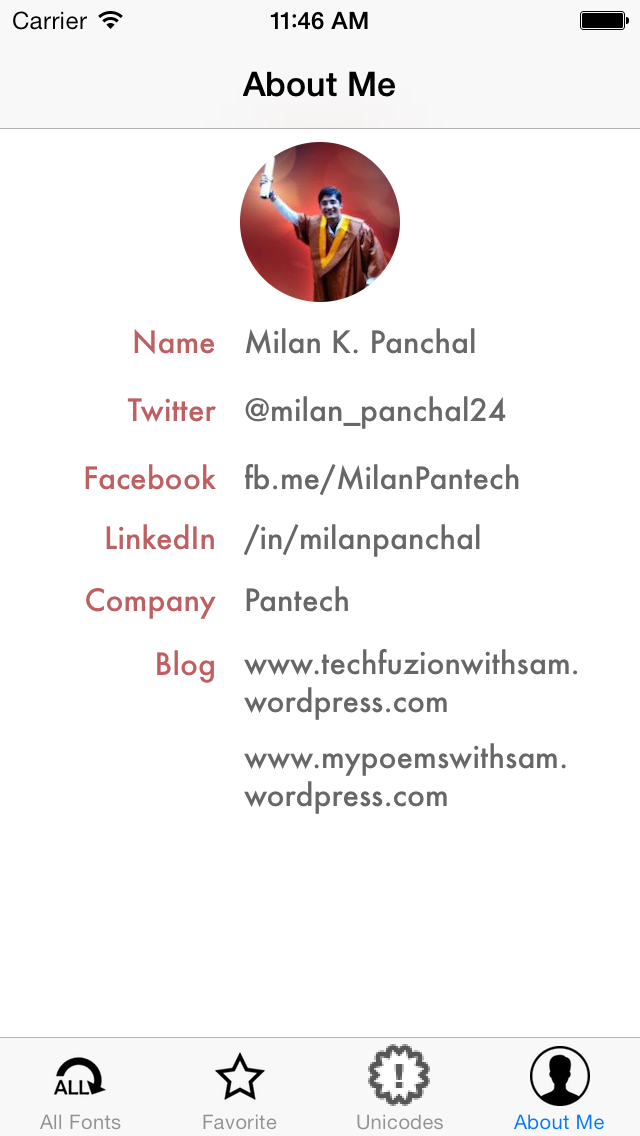 Carrier 11:46 AM
About Me
Name Milan K. Panchal
Twitter @milan_panchal24
Facebook fb.me/MilanPantech
LinkedIn /in/milanpanchal
Company Pantech
Blog www.techfuzionwithsam.
wordpress.com
www.mypoemswithsam.
wordpress.com
ALL !
All Fonts Favorite Unicodes About Me